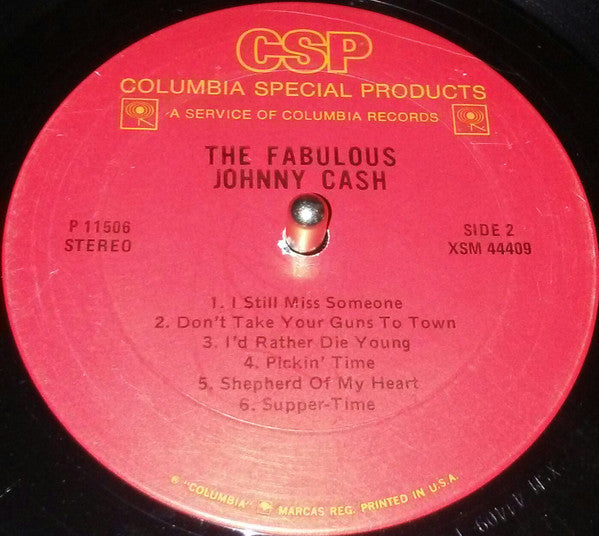 CSP
COLUMBIA SPECIAL PRODUCTS
A SERVICE OF COLUMBIA RECORDS
THE FABULOUS
JOHNNY CASH
P 11506
STEREO
SIDE 2
XSM 44409
1. I Still Miss Someone
2. Don't Take Your Guns To Town
3. I'd Rather Die Young
4. Pickin' Time
5. Shepherd Of My Heart
6. Supper-Time
® "COLUMBIA" MARCAS REG. PRINTED IN U.S.A.